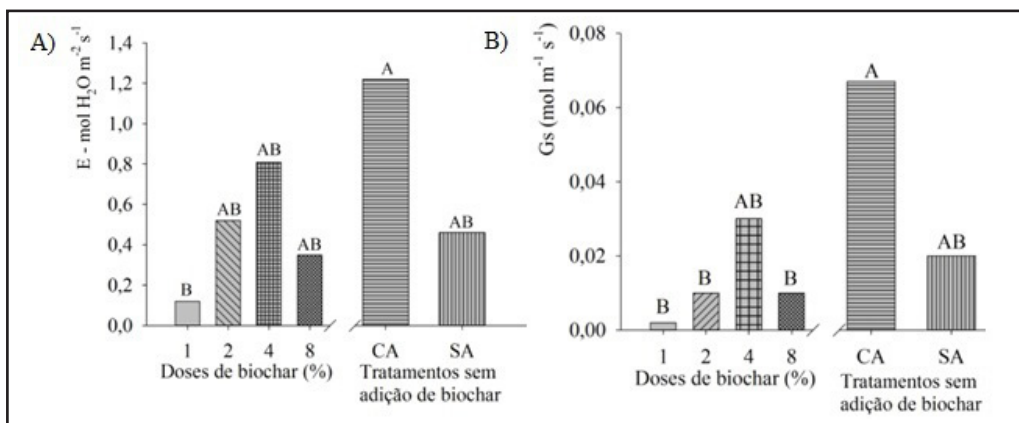 A)
E - mol H₂O m⁻² s⁻¹
1,4
1,2
1,0
0,8
0,6
0,4
0,2
0,0
B
AB
AB
AB
A
AB
1 2 4 8 CA SA
Doses de biochar (%)
Tratamentos sem
adição de biochar
B)
Gs (mol m⁻¹ s⁻¹)
0,08
0,06
0,04
0,02
0,00
B
B
AB
B
A
AB
1 2 4 8 CA SA
Doses de biochar (%)
Tratamentos sem
adição de biochar